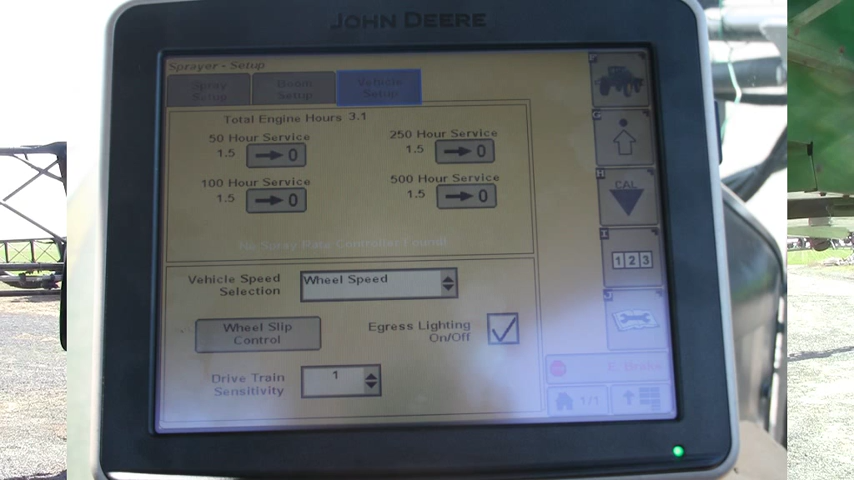 JOHN DEERE
Sprayer - Setup
Spray Setup
Boom Setup
Vehicle Setup
Total Engine Hours 3.1
50 Hour Service
1.5 → 0
250 Hour Service
1.5 → 0
100 Hour Service
1.5 → 0
500 Hour Service
1.5 → 0
No Spray Rate Controller Found!
Vehicle Speed
Selection
Wheel Speed
Wheel Slip
Control
Egress Lighting
On/Off
Drive Train
Sensitivity
1
F
G
H
CAL
I
1 2 3
J
1/1